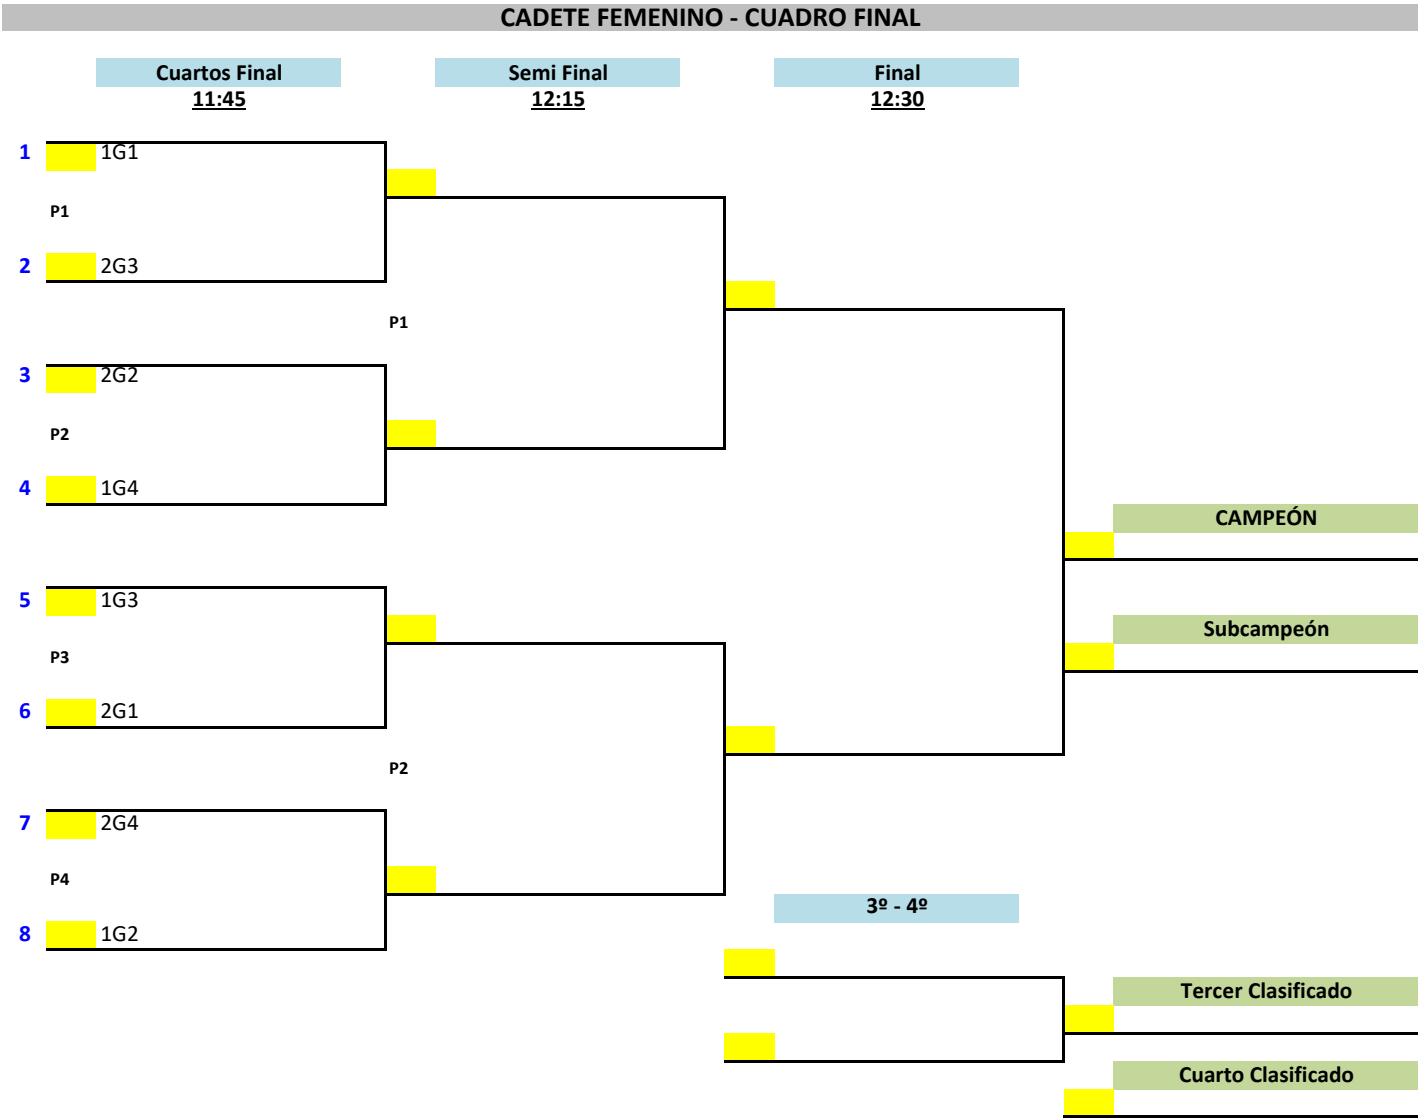 CADETE FEMENINO - CUADRO FINAL
Cuartos Final Semi Final Final
11:45 12:15 12:30
1 1G1
P1
2 2G3
P1
3 2G2
P2
4 1G4
CAMPEÓN
5 1G3
Subcampeón
P3
6 2G1
P2
7 2G4
P4
3º - 4º
8 1G2
Tercer Clasificado
Cuarto Clasificado